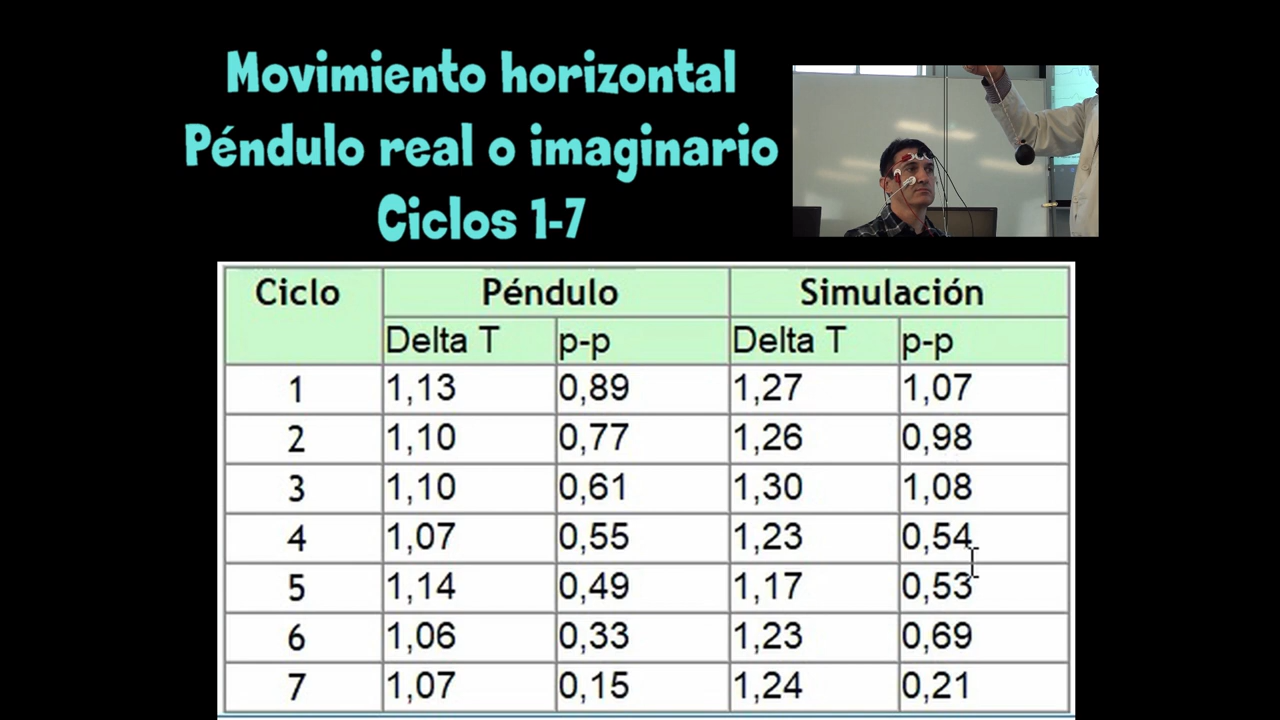 Movimiento horizontal
Péndulo real o imaginario
Ciclos 1-7
Ciclo Péndulo Simulación
Delta T p-p Delta T p-p
1 1,13 0,89 1,27 1,07
2 1,10 0,77 1,26 0,98
3 1,10 0,61 1,30 1,08
4 1,07 0,55 1,23 0,54
5 1,14 0,49 1,17 0,53
6 1,06 0,33 1,23 0,69
7 1,07 0,15 1,24 0,21